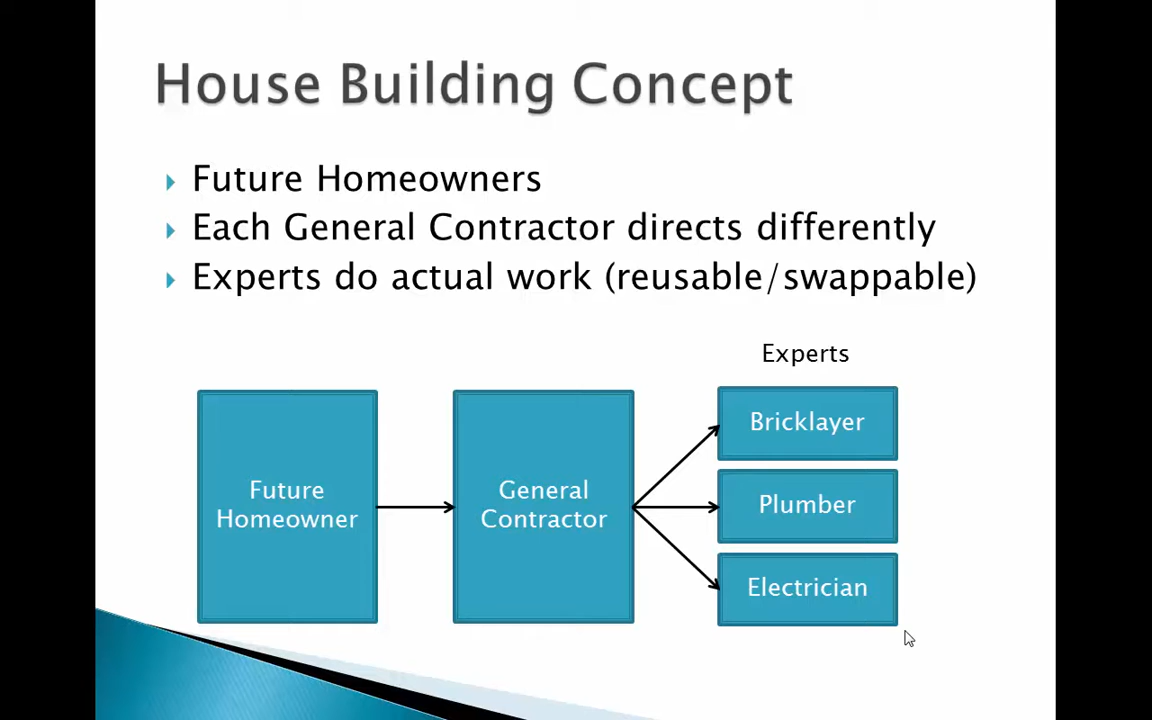 House Building Concept
Future Homeowners
Each General Contractor directs differently
Experts do actual work (reusable/swappable)
Experts
Future
Homeowner
General
Contractor
Bricklayer
Plumber
Electrician